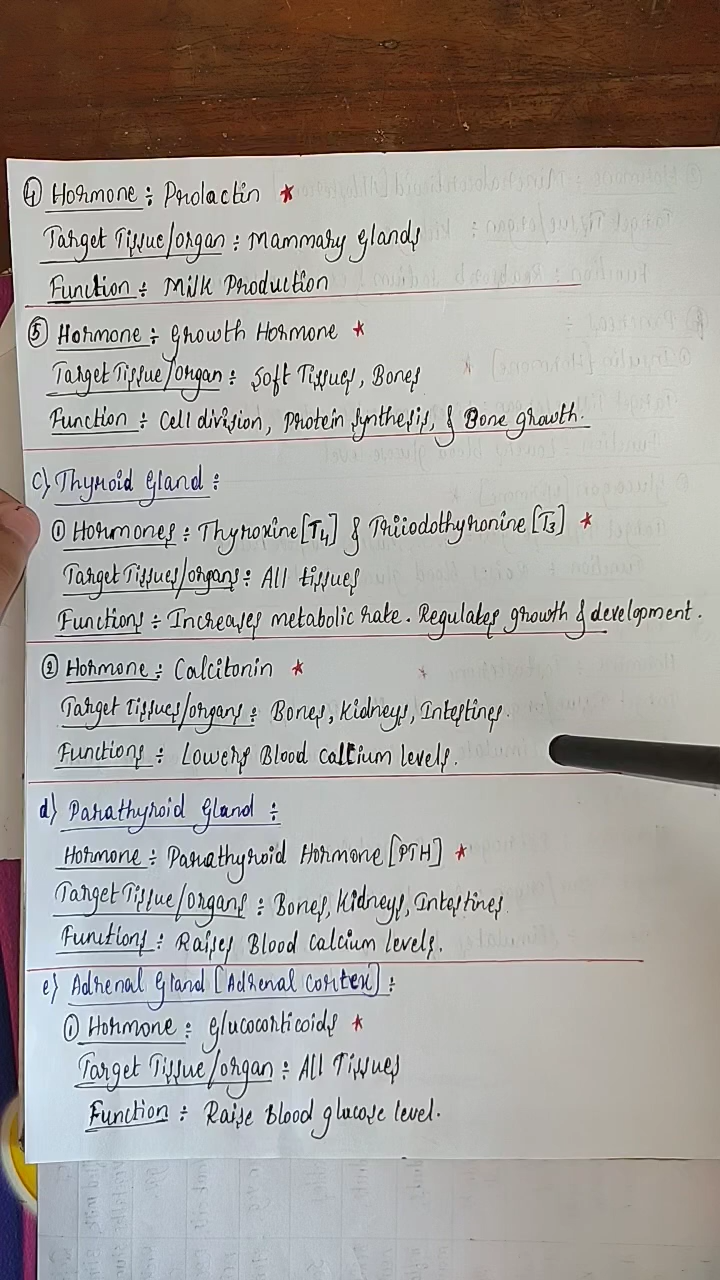 ④ Hormone : Prolactin *
Target Tissue/organ : Mammary glands
Function : Milk Production
⑤ Hormone : Growth Hormone *
Target Tissue/organ : Soft Tissues, Bones
Function : Cell division, Protein synthesis, & Bone growth.
c) Thyroid Gland :
① Hormones : Thyroxine [T4] & Triiodothyronine [T3] *
Target Tissues/organs : All tissues
Functions : Increases metabolic rate. Regulates growth & development.
② Hormone : Calcitonin *
Target Tissues/organs : Bones, Kidneys, Intestines.
Functions : Lowers Blood calcium levels.
d) Parathyroid Gland :
Hormone : Parathyroid Hormone [PTH] *
Target Tissue/organs : Bones, Kidneys, Intestines
Functions : Raises Blood calcium levels.
e) Adrenal Gland [Adrenal cortex] :
① Hormone : Glucocorticoids *
Target Tissue/organ : All Tissues
Function : Raise Blood glucose level.